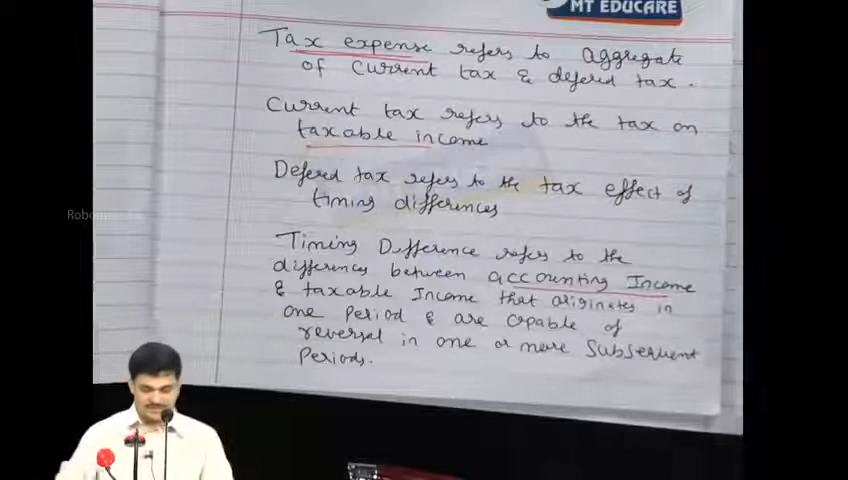 MT EDUCARE
Tax expense refers to aggregate
of current tax & defered tax.
Current tax refers to the tax on
taxable income
Defered tax refers to the tax effect of
timing differences
Timing Difference refers to the
differences between accounting Income
& taxable Income that originates in
one period & are capable of
reversal in one or more subsequent
periods.